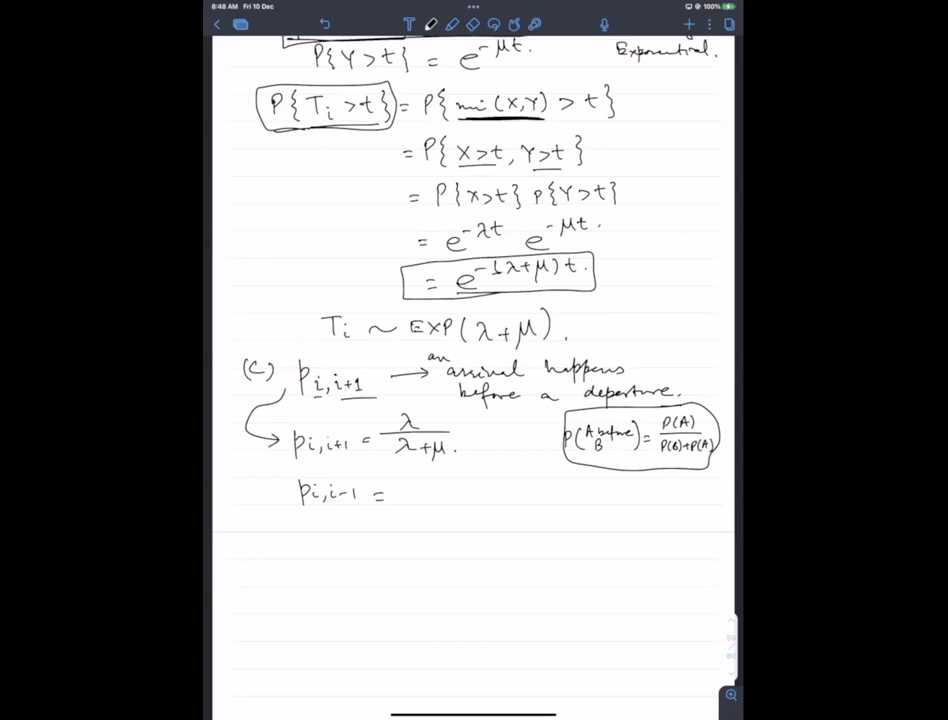 8:48 AM Fri 10 Dec
100%
P{Y>t} = e^{-μt}.
Exponential.
P{T_i >t} = P{min(X,Y) > t}
= P{X>t, Y>t}
= P{X>t} P{Y>t}
= e^{-λt} e^{-μt}.
= e^{-(λ+μ)t}.
T_i ~ EXP(λ+μ).
(C) P_{i,i+1} → an arrival happens
before a departure.
P_{i,i+1} = λ/(λ+μ).
P(A before B) = P(A)/(P(B)+P(A))
P_{i,i-1} =